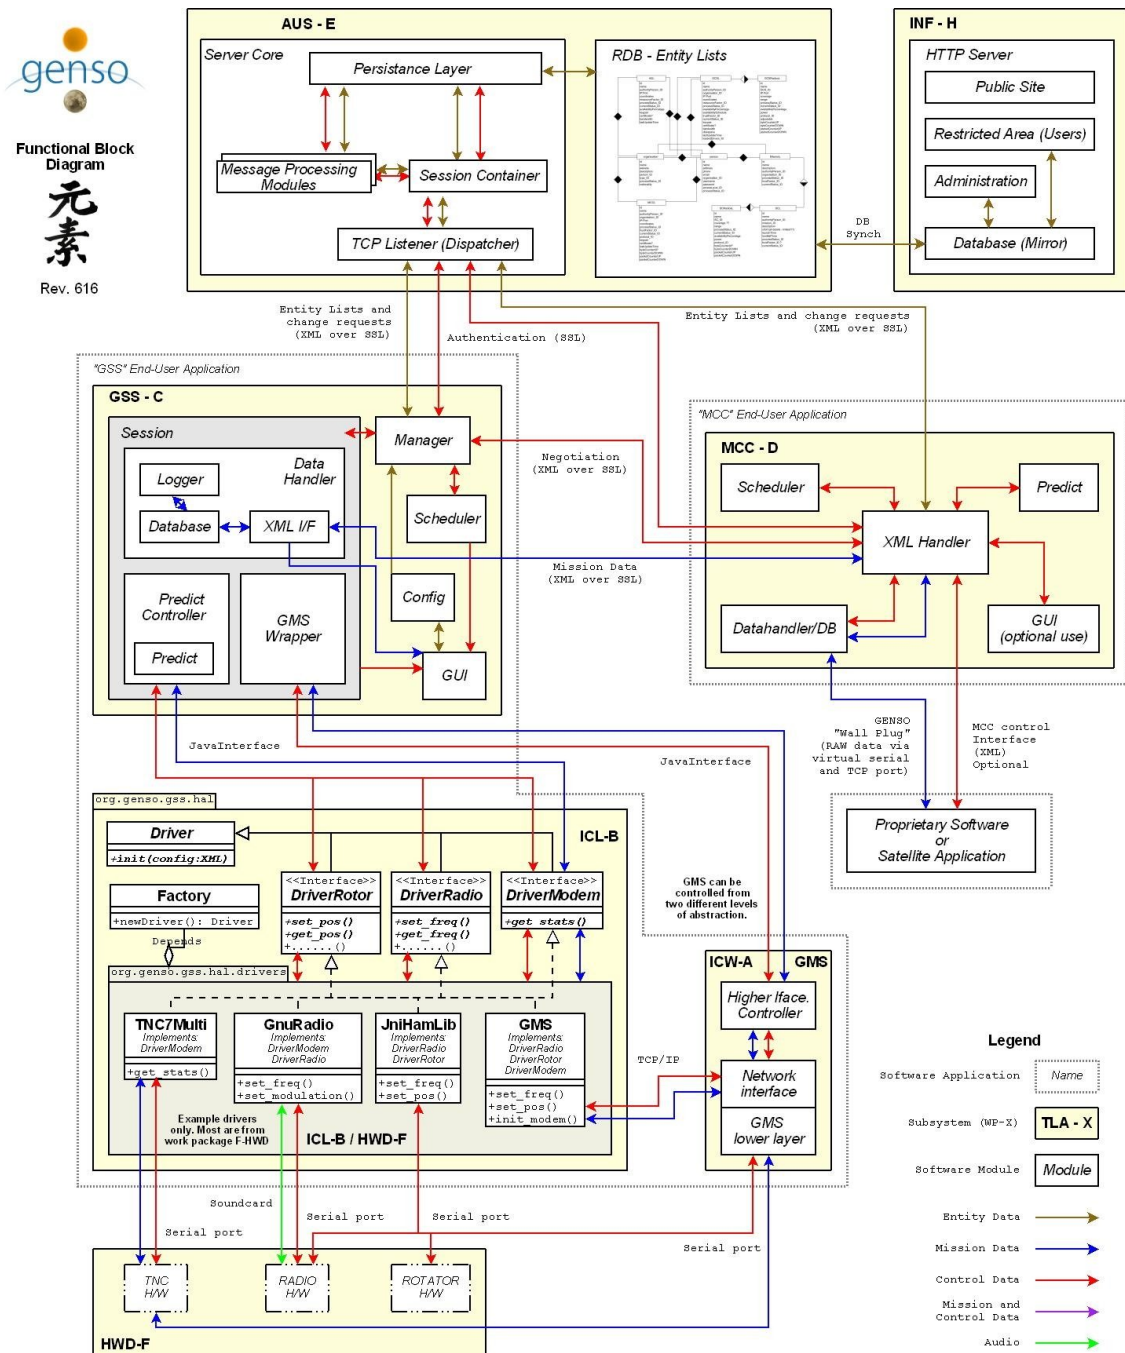 genso
Functional Block
Diagram
元
素
Rev. 616
AUS - E
Server Core
Persistance Layer
Message Processing
Modules
Session Container
TCP Listener (Dispatcher)
RDB - Entity Lists
INF - H
HTTP Server
Public Site
Restricted Area (Users)
Administration
Database (Mirror)
DB
Synch
Entity Lists and
change requests
(XML over SSL)
Authentication (SSL)
Entity Lists and change requests
(XML over SSL)
"GSS" End-User Application
GSS - C
Session
Data
Handler
Logger
Database
XML I/F
Manager
Scheduler
Config
GUI
Predict
Controller
Predict
GMS
Wrapper
Negotiation
(XML over SSL)
Mission Data
(XML over SSL)
"MCC" End-User Application
MCC - D
Scheduler
Predict
XML Handler
Datahandler/DB
GUI
(optional use)
JavaInterface
JavaInterface
GENSO
"Wall Plug"
(RAW data via
virtual serial
and TCP port)
MCC control
Interface
(XML)
Optional
Proprietary Software
or
Satellite Application
org.genso.gss.hal
ICL-B
Driver
+init(config:XML)
Factory
+newDriver(): Driver
Depends
<<Interface>>
DriverRotor
+set_pos()
+get_pos()
+......()
<<Interface>>
DriverRadio
+set_freq()
+get_freq()
+......()
<<Interface>>
DriverModem
+get_stats()
GMS can be
controlled from
two different levels
of abstraction.
org.genso.gss.hal.drivers
TNC7Multi
Implements:
DriverModem
+get_stats()
GnuRadio
Implements:
DriverModem
DriverRadio
+set_freq()
+set_modulation()
JniHamLib
Implements:
DriverRadio
DriverRotor
+set_freq()
+set_pos()
GMS
Implements:
DriverRadio
DriverRotor
DriverModem
+set_freq()
+set_pos()
+init_modem()
Example drivers
only. Most are from
work package F-HWD
ICL-B / HWD-F
TCP/IP
ICW-A
GMS
Higher Iface.
Controller
Network
interface
GMS
lower layer
Soundcard
Serial port
Serial port
Serial port
Serial port
TNC
H/W
RADIO
H/W
ROTATOR
H/W
HWD-F
Legend
Software Application
Name
Subsystem (WP-X)
TLA - X
Software Module
Module
Entity Data
Mission Data
Control Data
Mission and
Control Data
Audio